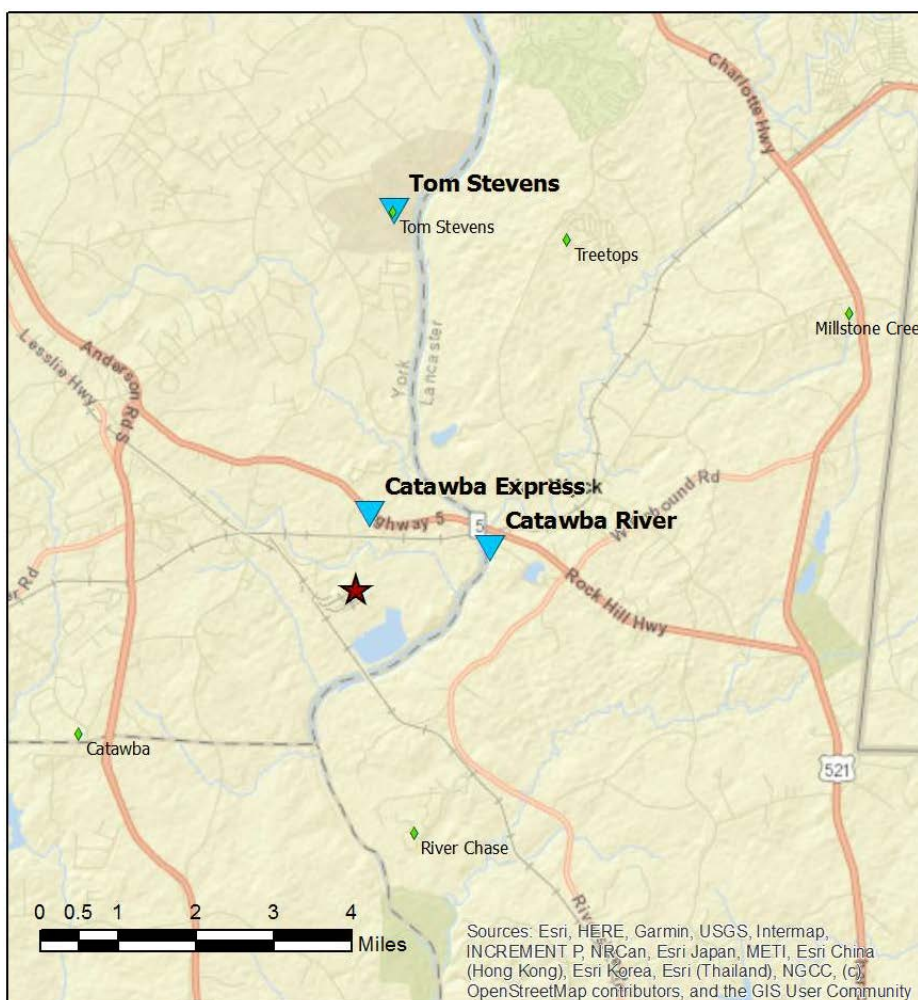 Charlotte Hwy
Tom Stevens
Tom Stevens
Treetops
Millstone Cree
Lesslie Hwy
Anderson Rd S
York
Lancaster
Catawba Express
Catawba River
ghway 5
5
Rd
Rock Hill Hwy
er Rd
Catawba
521
River Chase
0 0.5 1 2 3 4
Miles
Sources: Esri, HERE, Garmin, USGS, Intermap,
INCREMENT P, NRCan, Esri Japan, METI, Esri China
(Hong Kong), Esri Korea, Esri (Thailand), NGCC, (c)
OpenStreetMap contributors, and the GIS User Community